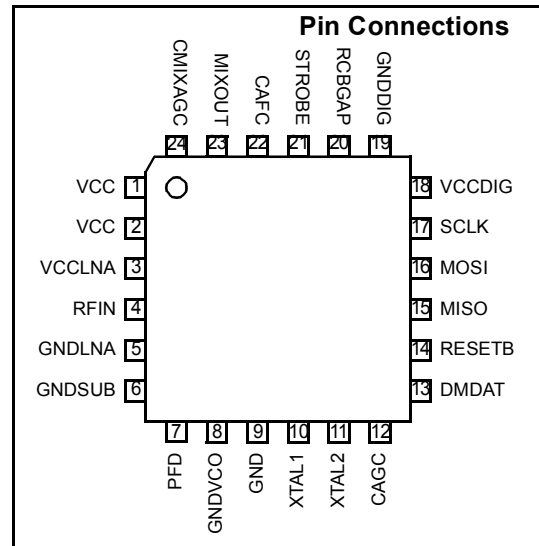 Pin Connections
CMIXAGC
MIXOUT
CAFC
STROBE
RCBGAP
GNDDIG
24
23
22
21
20
19
VCC 1
18 VCCDIG
VCC 2
17 SCLK
VCCLNA 3
16 MOSI
RFIN 4
15 MISO
GNDLNA 5
14 RESETB
GNDSUB 6
13 DMDAT
7
8
9
10
11
12
PFD
GNDVCO
GND
XTAL1
XTAL2
CAGC